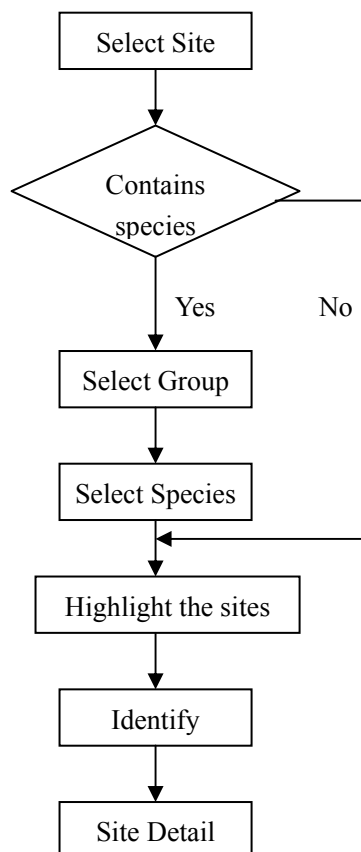 Select Site
Contains
species
Yes
No
Select Group
Select Species
Highlight the sites
Identify
Site Detail